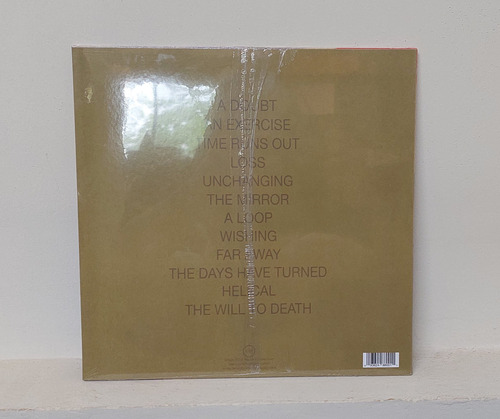 A DOUBT
AN EXERCISE
TIME RUNS OUT
LOSS
UNCHANGING
THE MIRROR
A LOOP
WISHING
FAR AWAY
THE DAYS HAVE TURNED
HELICAL
THE WILL TO DEATH